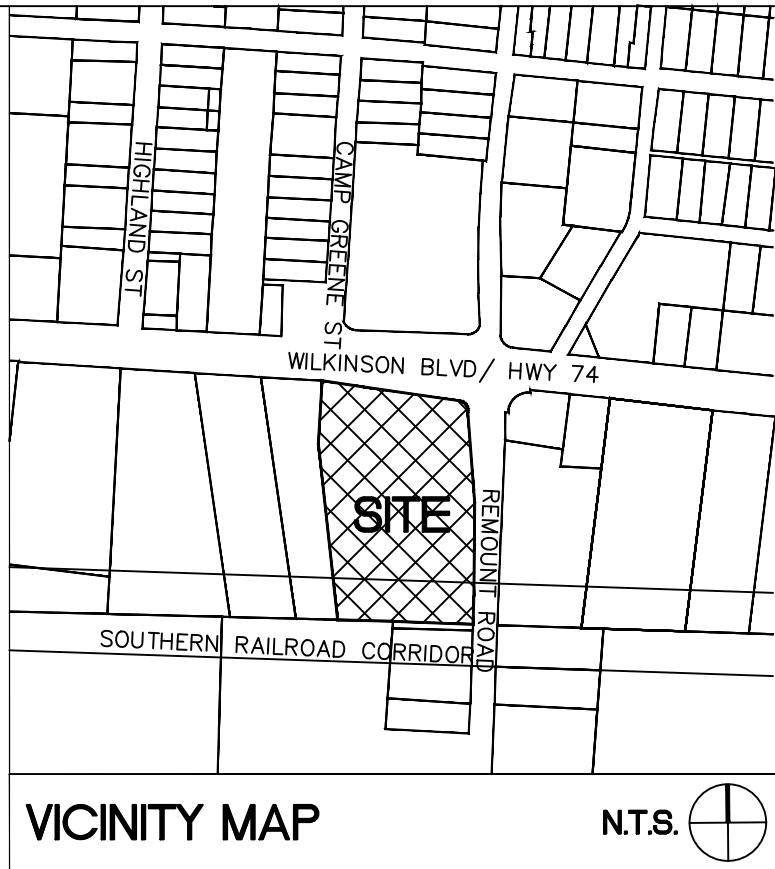 HIGHLAND ST
CAMP GREENE ST
WILKINSON BLVD/ HWY 74
SITE
REMOUNT ROAD
SOUTHERN RAILROAD CORRIDOR
VICINITY MAP
N.T.S.